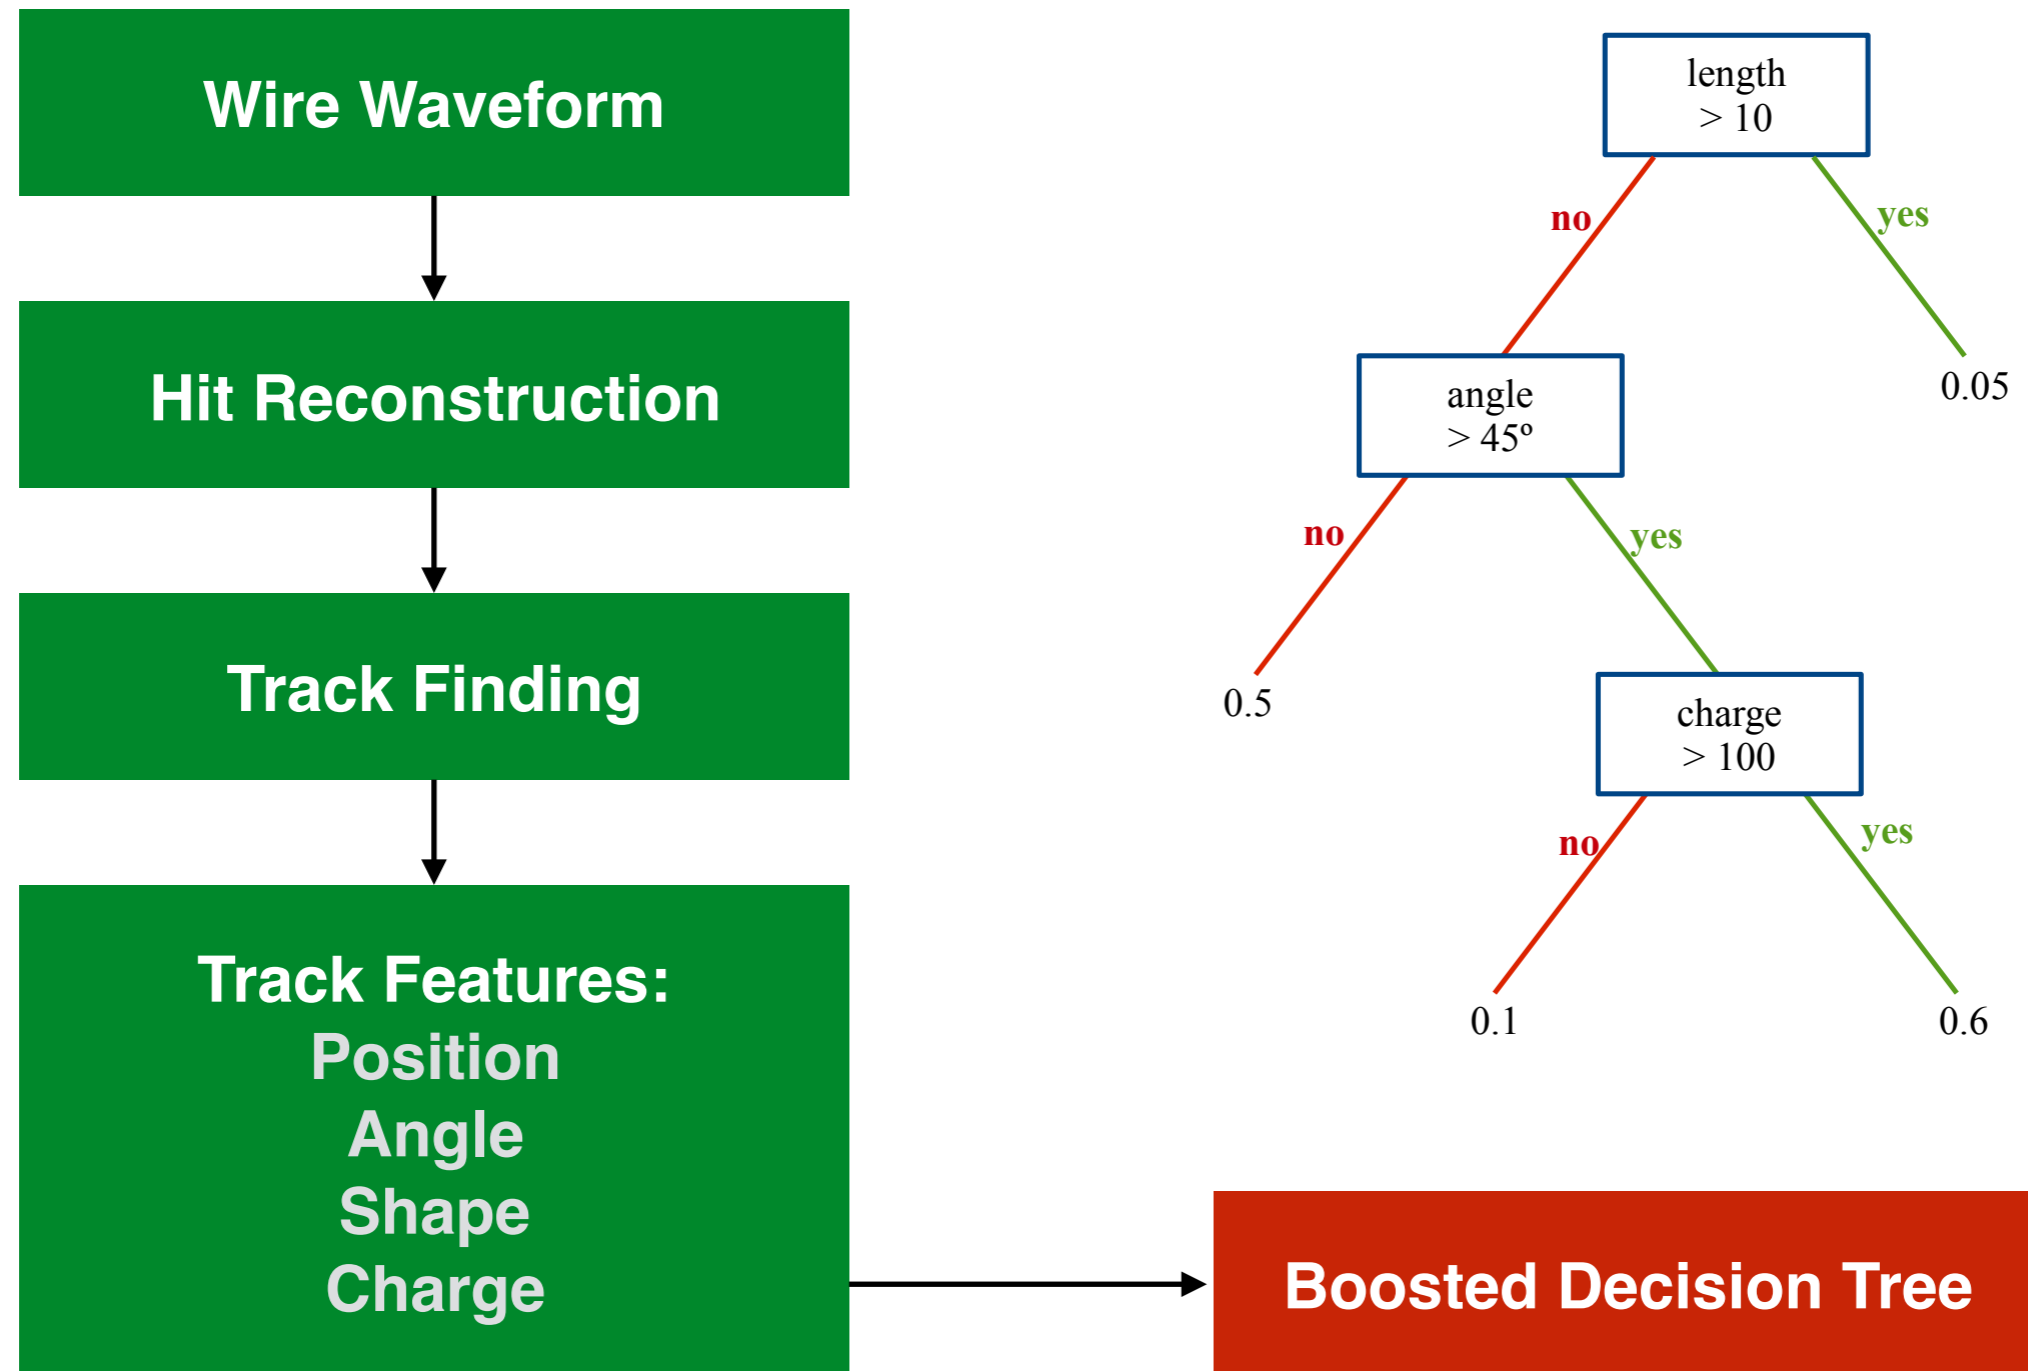 Wire Waveform
Hit Reconstruction
Track Finding
Track Features:
Position
Angle
Shape
Charge
length
> 10
no
yes
angle
> 45º
0.05
no
yes
0.5
charge
> 100
no
yes
0.1
0.6
Boosted Decision Tree